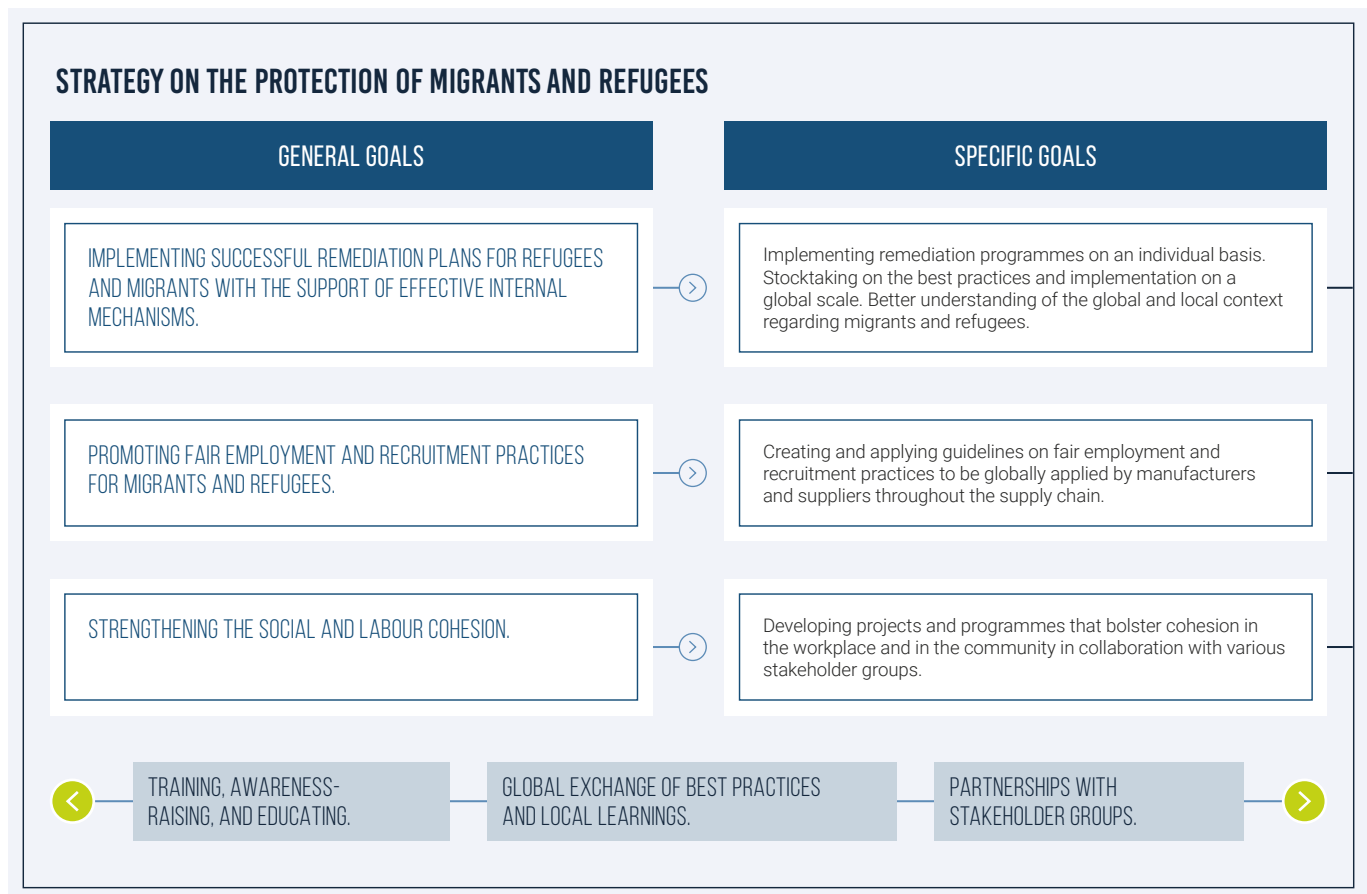 STRATEGY ON THE PROTECTION OF MIGRANTS AND REFUGEES
GENERAL GOALS
SPECIFIC GOALS
IMPLEMENTING SUCCESSFUL REMEDIATION PLANS FOR REFUGEES
AND MIGRANTS WITH THE SUPPORT OF EFFECTIVE INTERNAL
MECHANISMS.
Implementing remediation programmes on an individual basis.
Stocktaking on the best practices and implementation on a
global scale. Better understanding of the global and local context
regarding migrants and refugees.
PROMOTING FAIR EMPLOYMENT AND RECRUITMENT PRACTICES
FOR MIGRANTS AND REFUGEES.
Creating and applying guidelines on fair employment and
recruitment practices to be globally applied by manufacturers
and suppliers throughout the supply chain.
STRENGTHENING THE SOCIAL AND LABOUR COHESION.
Developing projects and programmes that bolster cohesion in
the workplace and in the community in collaboration with various
stakeholder groups.
TRAINING, AWARENESS-
RAISING, AND EDUCATING.
GLOBAL EXCHANGE OF BEST PRACTICES
AND LOCAL LEARNINGS.
PARTNERSHIPS WITH
STAKEHOLDER GROUPS.